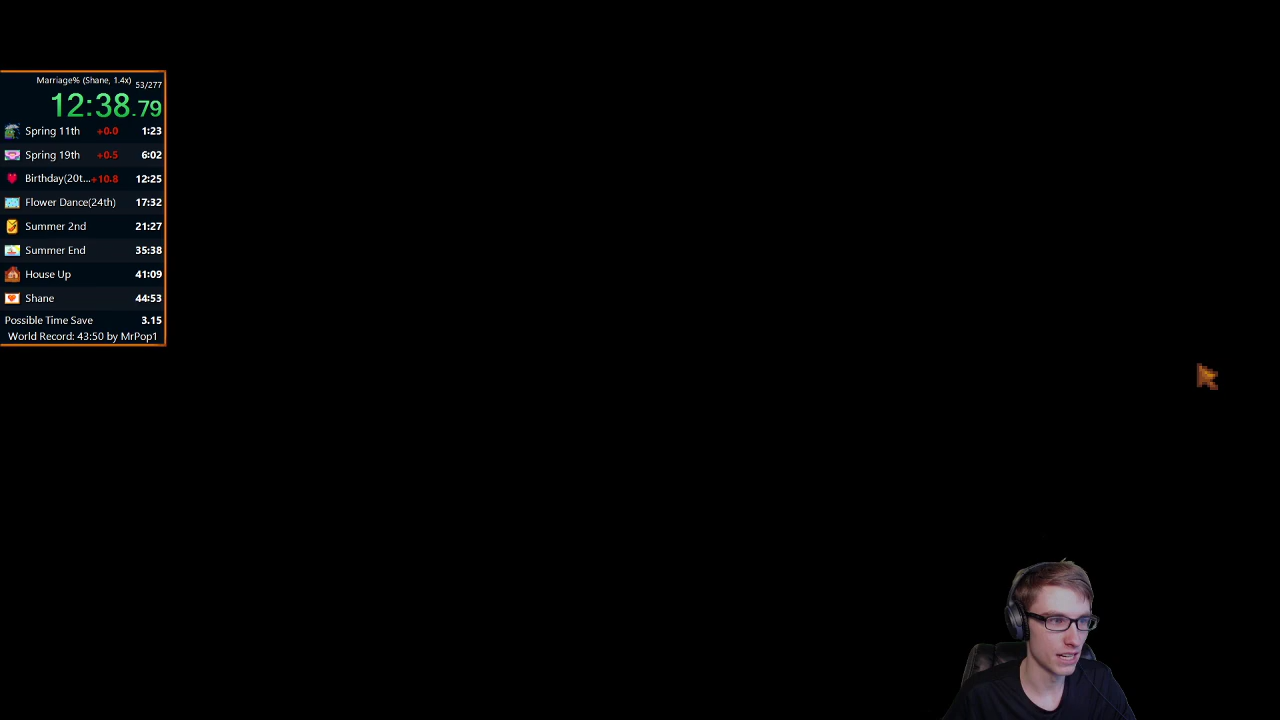 Marriage% (Shane, 1.4x) 53/277
12:38.79
Spring 11th +0.0 1:23
Spring 19th +0.5 6:02
Birthday(20t... +10.8 12:25
Flower Dance(24th) 17:32
Summer 2nd 21:27
Summer End 35:38
House Up 41:09
Shane 44:53
Possible Time Save 3.15
World Record: 43:50 by MrPop1